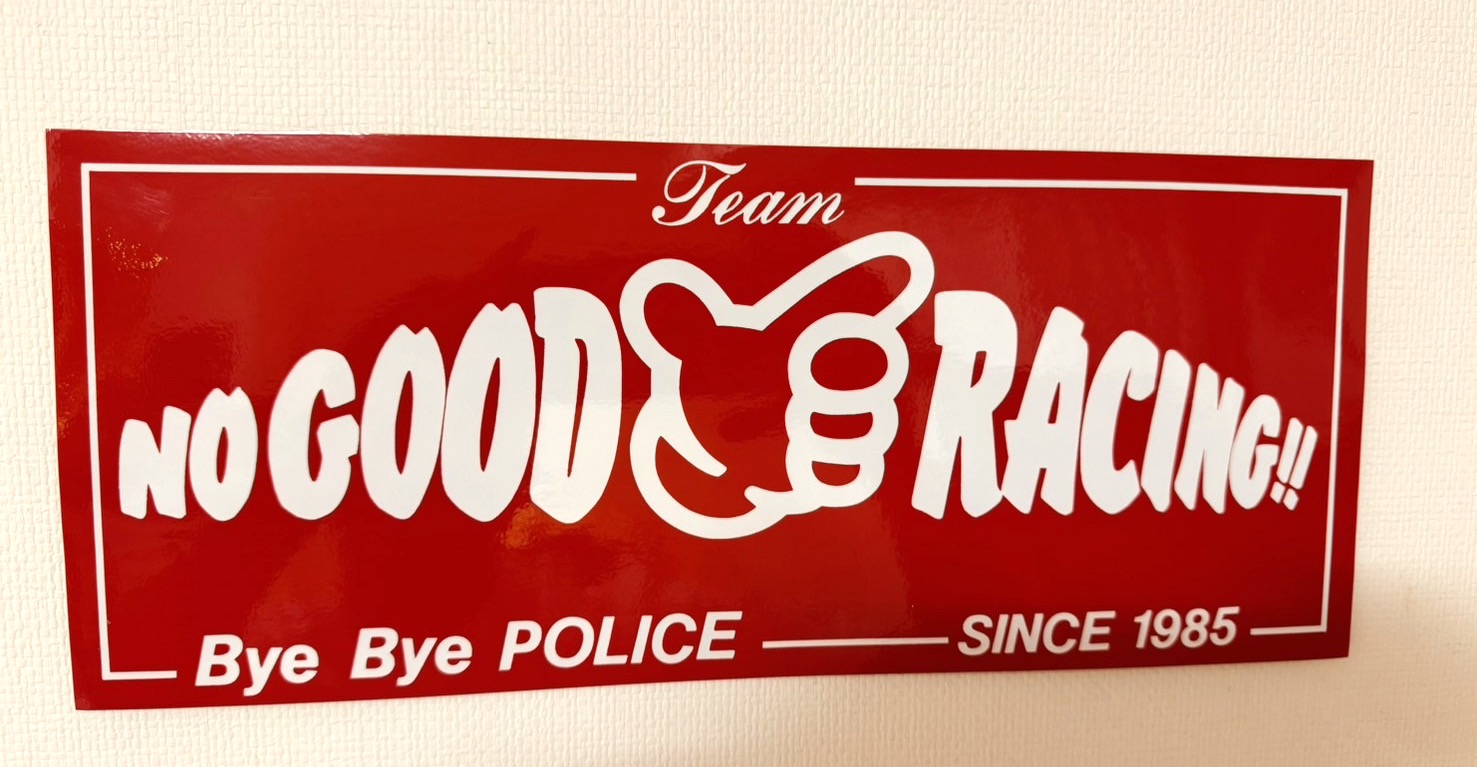 Team
NO GOOD RACING!!
Bye Bye POLICE SINCE 1985